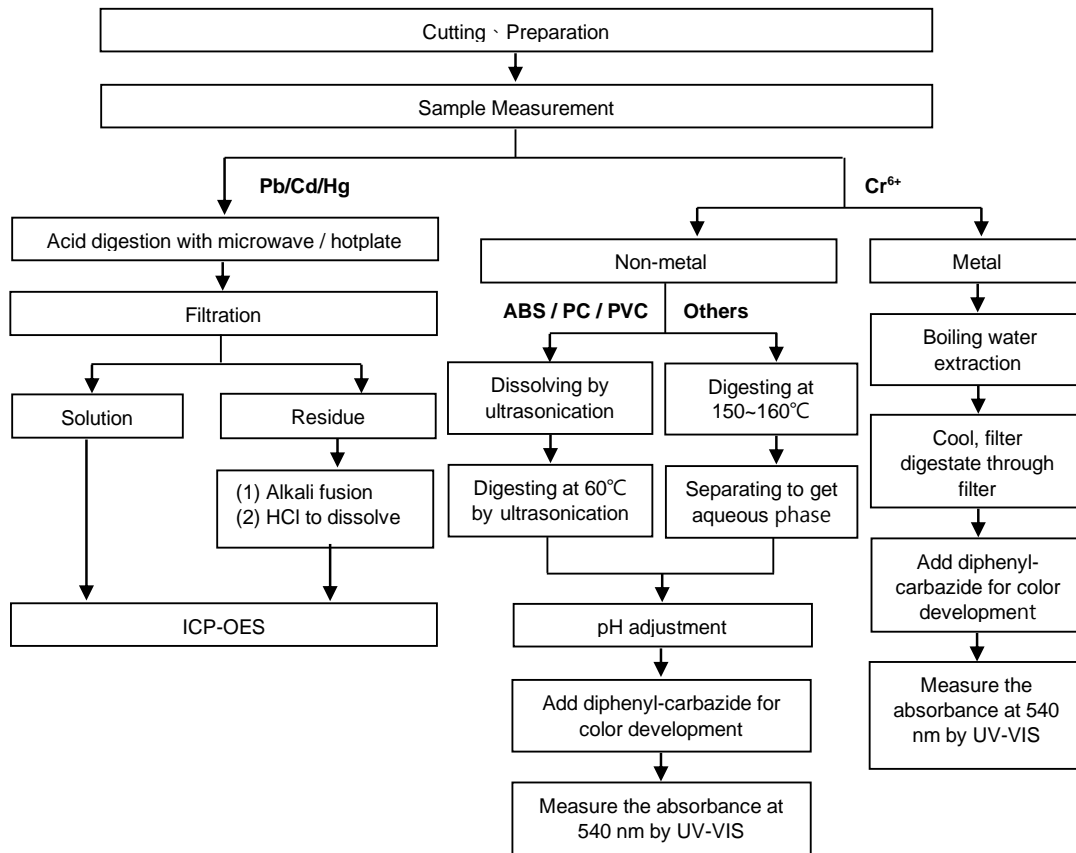 Cutting、Preparation
Sample Measurement
Pb/Cd/Hg
Cr⁶⁺
Acid digestion with microwave / hotplate
Filtration
Solution
Residue
(1) Alkali fusion
(2) HCl to dissolve
ICP-OES
Non-metal
ABS / PC / PVC
Others
Dissolving by
ultrasonication
Digesting at 60℃
by ultrasonication
Digesting at
150~160℃
Separating to get
aqueous phase
pH adjustment
Add diphenyl-carbazide for
color development
Measure the absorbance at
540 nm by UV-VIS
Metal
Boiling water
extraction
Cool, filter
digestate through
filter
Add diphenyl-
carbazide for color
development
Measure the
absorbance at 540
nm by UV-VIS